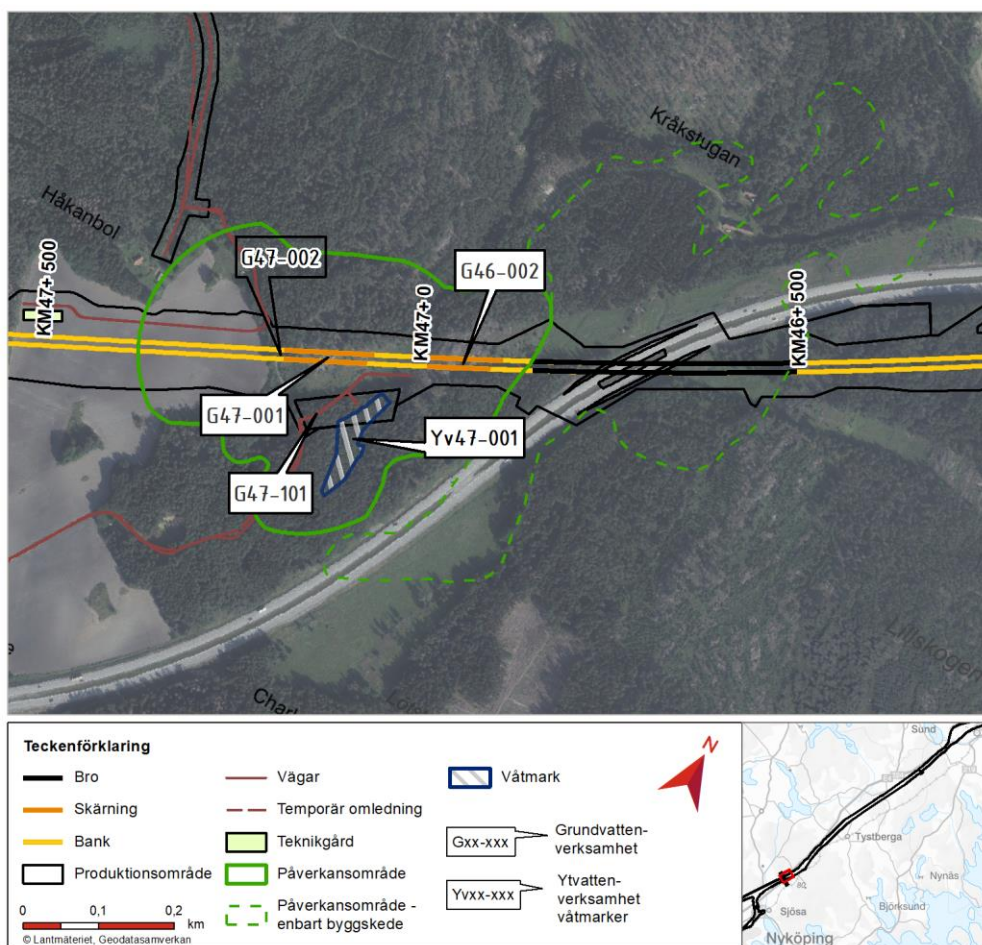 Kråkstugan
Håkanbol
KM47+ 500
G47-002
G46-002
KM47+ 0
KM46+ 500
G47-001
Yv47-001
G47-101
Lillskogen
Teckenförklaring
Bro
Skärning
Bank
Produktionsområde
Vägar
Temporär omledning
Teknikgård
Påverkansområde
Påverkansområde -
enbart byggskede
Våtmark
Gxx-xxx
Grundvatten-
verksamhet
Yvxx-xxx
Ytvatten-
verksamhet
våtmarker
N
0 0,1 0,2
km
© Lantmäteriet, Geodatasamverkan
Sund
Tystberga
Nynäs
Björksund
Sjösa
Nyköping